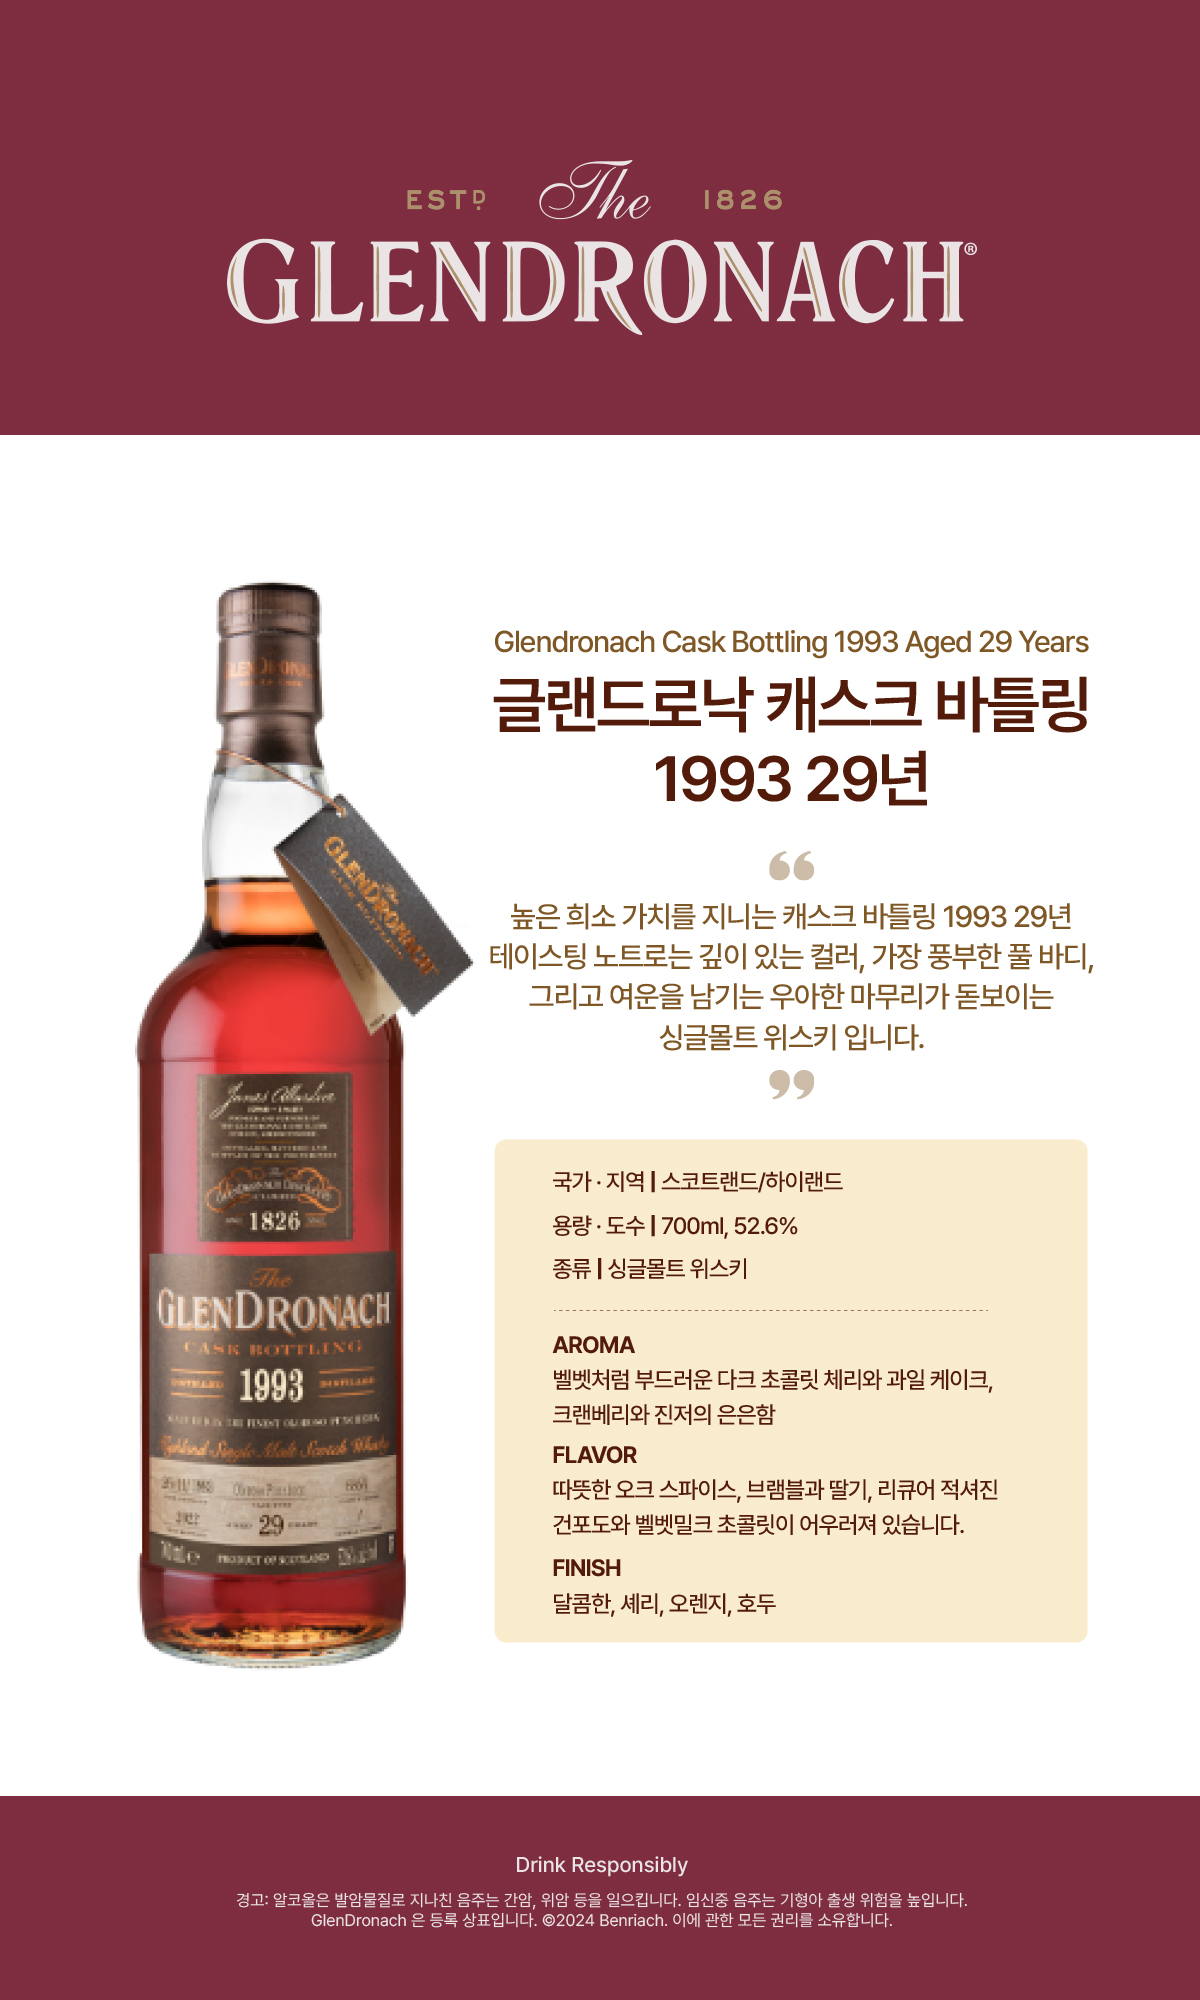 ESTD The 1826
GLENDRONACH®
Glendronach Cask Bottling 1993 Aged 29 Years
글랜드로낙 캐스크 바틀링
1993 29년
“
높은 희소 가치를 지니는 캐스크 바틀링 1993 29년
테이스팅 노트로는 깊이 있는 컬러, 가장 풍부한 풀 바디,
그리고 여운을 남기는 우아한 마무리가 돋보이는
싱글몰트 위스키 입니다.
”
GLENDRONACH
The
GLENDRONACH
CASK BOTTLING
James Allardice
1826
The
GLENDRONACH
CASK BOTTLING
DISTILLED 1993 DISTILLED
Highland Single Malt Scotch Whisky
29
PRODUCT OF SCOTLAND
국가 · 지역 | 스코트랜드/하이랜드
용량 · 도수 | 700ml, 52.6%
종류 | 싱글몰트 위스키
AROMA
벨벳처럼 부드러운 다크 초콜릿 체리와 과일 케이크,
크랜베리와 진저의 은은함
FLAVOR
따뜻한 오크 스파이스, 브램블과 딸기, 리큐어 적셔진
건포도와 벨벳밀크 초콜릿이 어우러져 있습니다.
FINISH
달콤한, 셰리, 오렌지, 호두
Drink Responsibly
경고: 알코올은 발암물질로 지나친 음주는 간암, 위암 등을 일으킵니다. 임신중 음주는 기형아 출생 위험을 높입니다.
GlenDronach 은 등록 상표입니다. ©2024 Benriach. 이에 관한 모든 권리를 소유합니다.